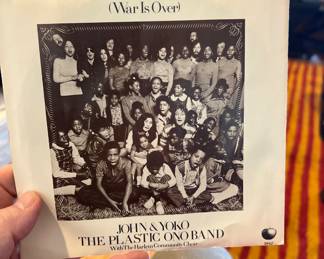 (War Is Over)
JOHN & YOKO
THE PLASTIC ONO BAND
With The Harlem Community Choir